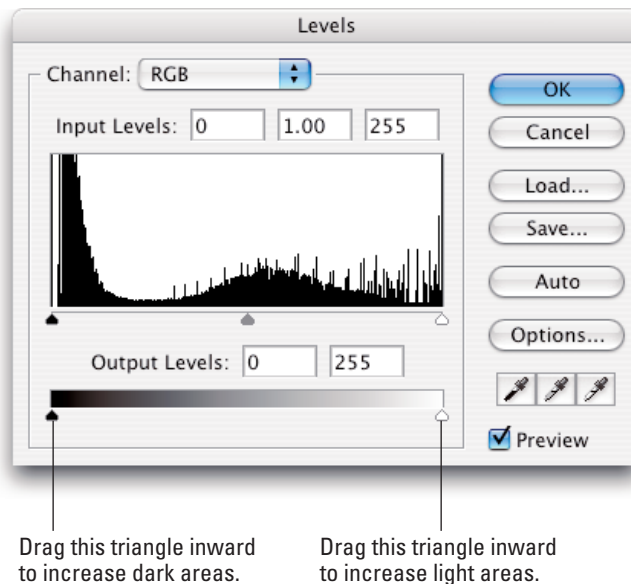 Levels
Channel: RGB
OK
Input Levels: 0 1.00 255
Cancel
Load...
Save...
Auto
Options...
Output Levels: 0 255
Preview
Drag this triangle inward
to increase dark areas.
Drag this triangle inward
to increase light areas.